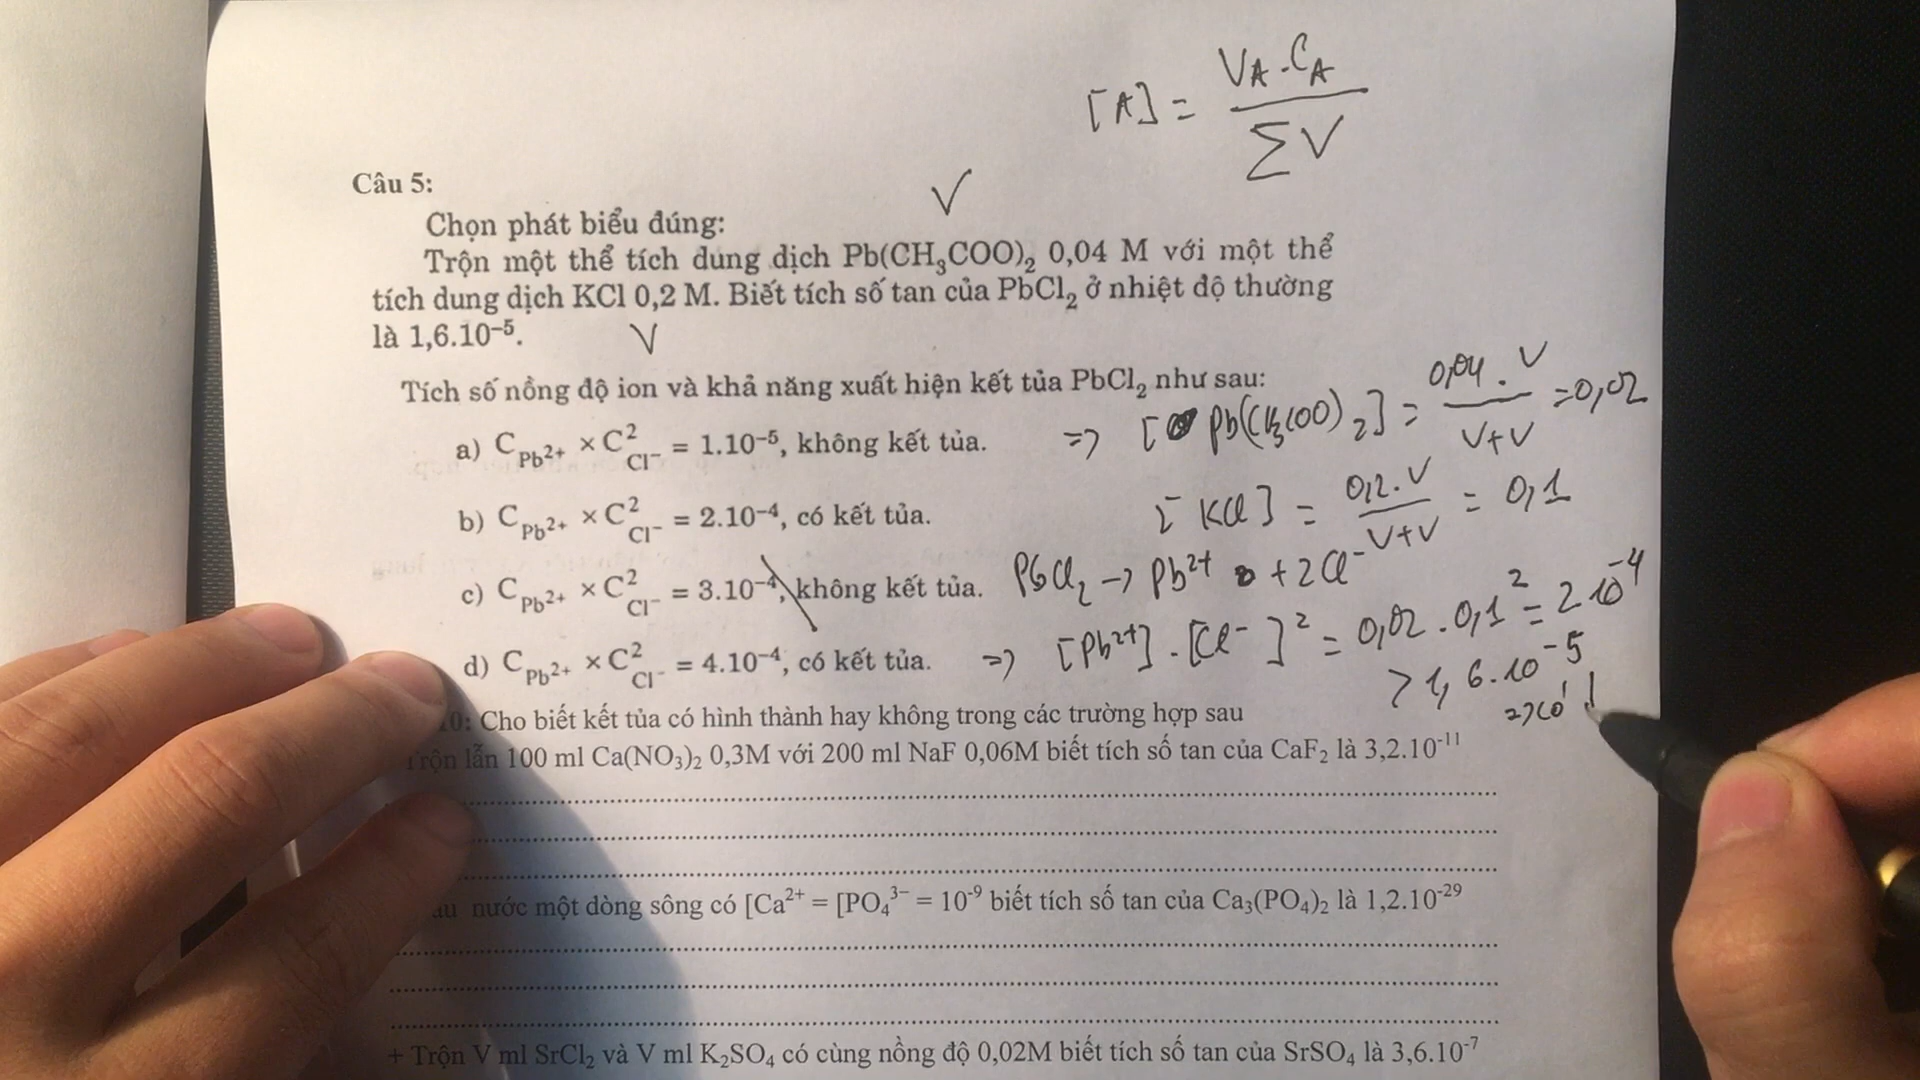 [A] = V_A . C_A / ΣV
Câu 5:
V
Chọn phát biểu đúng:
Trộn một thể tích dung dịch Pb(CH₃COO)₂ 0,04 M với một thể
tích dung dịch KCl 0,2 M. Biết tích số tan của PbCl₂ ở nhiệt độ thường
là 1,6.10⁻⁵.
V
Tích số nồng độ ion và khả năng xuất hiện kết tủa PbCl₂ như sau:
=> [Pb(CH₃COO)₂] = 0,04 . V / V+V = 0,02
a) C_Pb²⁺ × C²_Cl⁻ = 1.10⁻⁵, không kết tủa.
[KCl] = 0,2 . V / V+V = 0,1
b) C_Pb²⁺ × C²_Cl⁻ = 2.10⁻⁴, có kết tủa.
PbCl₂ → Pb²⁺ + 2Cl⁻
c) C_Pb²⁺ × C²_Cl⁻ = 3.10⁻⁴, không kết tủa.
=> [Pb²⁺] . [Cl⁻]² = 0,02 . 0,1² = 2 10⁻⁴
d) C_Pb²⁺ × C²_Cl⁻ = 4.10⁻⁴, có kết tủa.
> 1,6.10⁻⁵
=> có ↓
0: Cho biết kết tủa có hình thành hay không trong các trường hợp sau
Trộn lẫn 100 ml Ca(NO₃)₂ 0,3M với 200 ml NaF 0,06M biết tích số tan của CaF₂ là 3,2.10⁻¹¹
nước một dòng sông có [Ca²⁺ = [PO₄³⁻ = 10⁻⁹ biết tích số tan của Ca₃(PO₄)₂ là 1,2.10⁻²⁹
+ Trộn V ml SrCl₂ và V ml K₂SO₄ có cùng nồng độ 0,02M biết tích số tan của SrSO₄ là 3,6.10⁻⁷